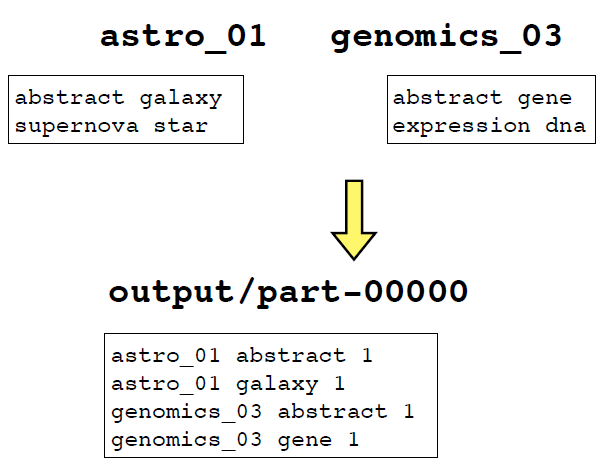 astro_01 genomics_03
abstract galaxy
supernova star
abstract gene
expression dna
output/part-00000
astro_01 abstract 1
astro_01 galaxy 1
genomics_03 abstract 1
genomics_03 gene 1